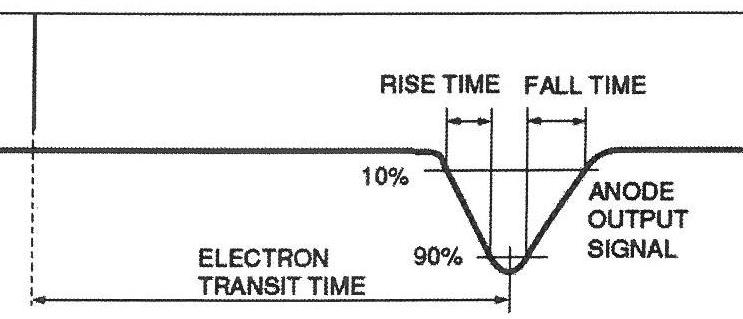 RISE TIME
FALL TIME
10%
ANODE
OUTPUT
SIGNAL
90%
ELECTRON
TRANSIT TIME